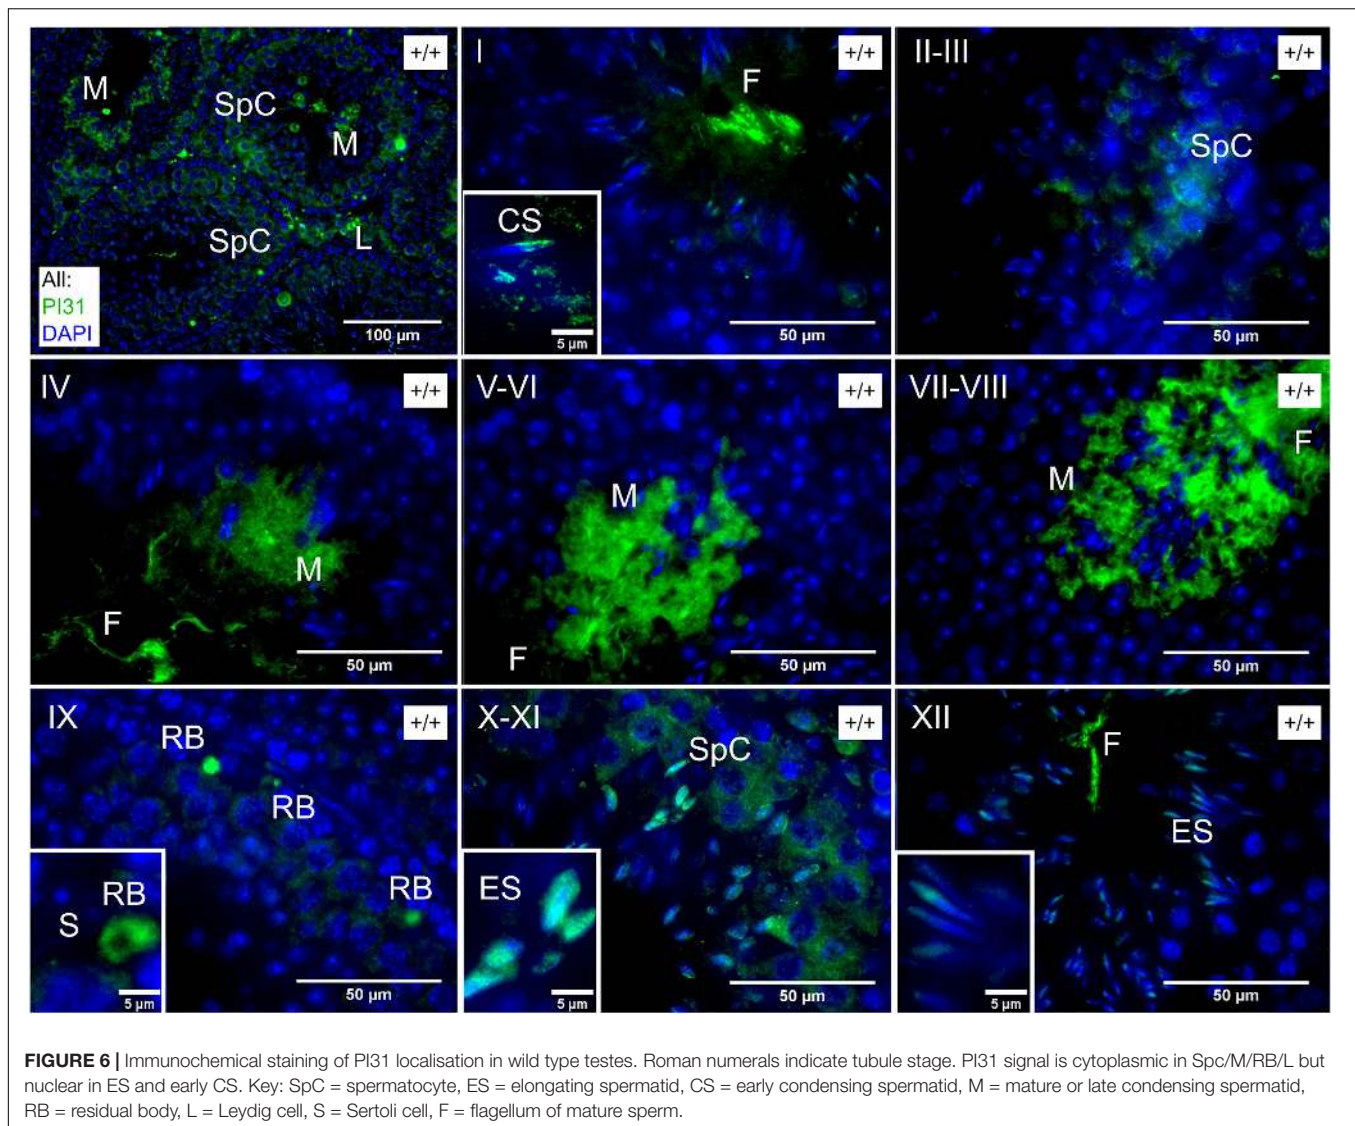 +/+
M
SpC
M
SpC
L
All:
PI31
DAPI
100 µm
I
+/+
F
CS
5 µm
50 µm
II-III
+/+
SpC
50 µm
IV
+/+
M
F
50 µm
V-VI
+/+
M
F
50 µm
VII-VIII
+/+
F
M
50 µm
IX
+/+
RB
RB
RB
RB
S
5 µm
50 µm
X-XI
+/+
SpC
ES
5 µm
50 µm
XII
+/+
F
ES
5 µm
50 µm
FIGURE 6 | Immunochemical staining of PI31 localisation in wild type testes. Roman numerals indicate tubule stage. PI31 signal is cytoplasmic in Spc/M/RB/L but
nuclear in ES and early CS. Key: SpC = spermatocyte, ES = elongating spermatid, CS = early condensing spermatid, M = mature or late condensing spermatid,
RB = residual body, L = Leydig cell, S = Sertoli cell, F = flagellum of mature sperm.